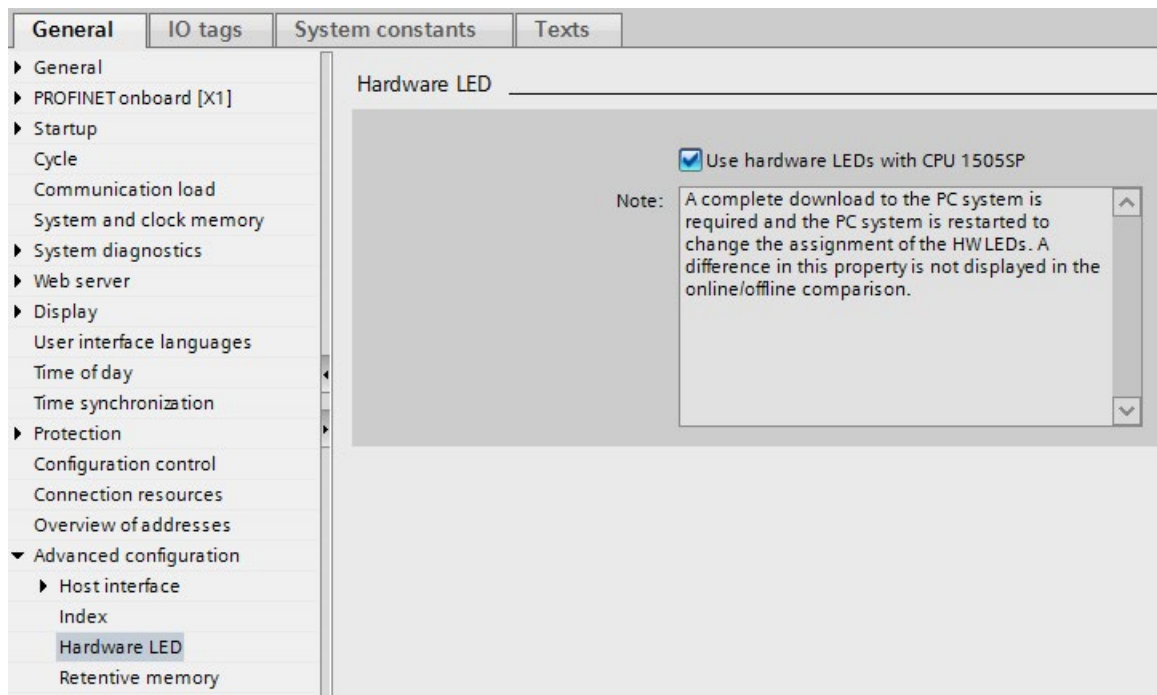 General
IO tags
System constants
Texts
General
PROFINET onboard [X1]
Startup
Cycle
Communication load
System and clock memory
System diagnostics
Web server
Display
User interface languages
Time of day
Time synchronization
Protection
Configuration control
Connection resources
Overview of addresses
Advanced configuration
Host interface
Index
Hardware LED
Retentive memory
Hardware LED
Use hardware LEDs with CPU 1505SP
Note:
A complete download to the PC system is
required and the PC system is restarted to
change the assignment of the HW LEDs. A
difference in this property is not displayed in the
online/offline comparison.